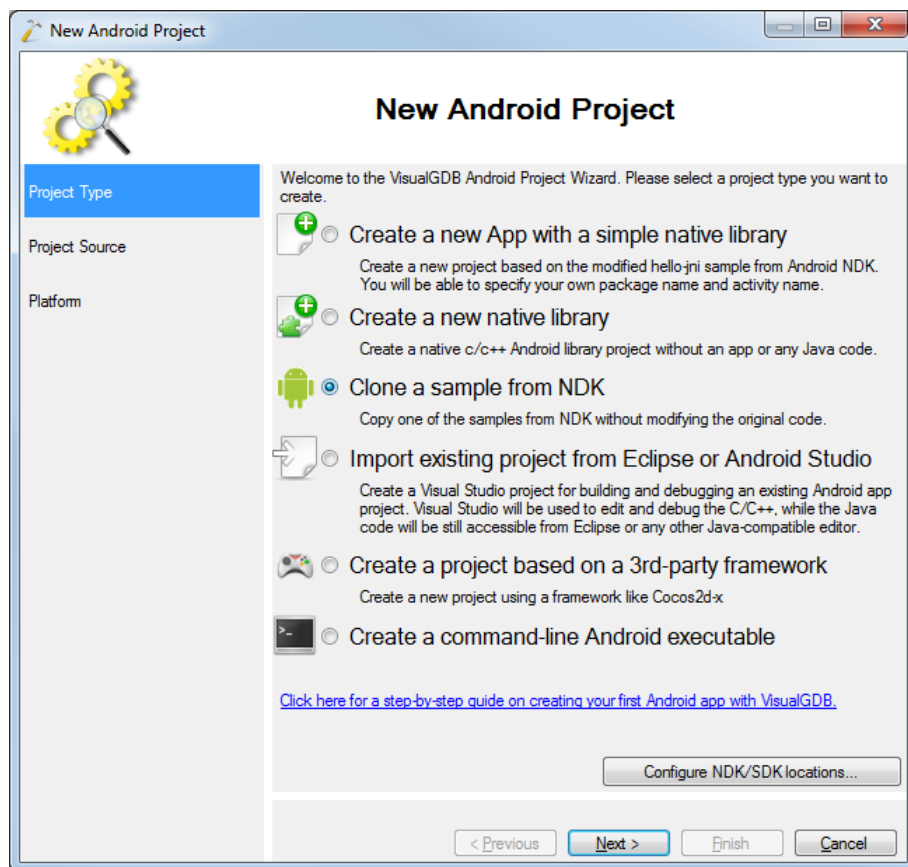 New Android Project
New Android Project
Project Type
Project Source
Platform
Welcome to the VisualGDB Android Project Wizard. Please select a project type you want to
create.
Create a new App with a simple native library
Create a new project based on the modified hello-jni sample from Android NDK.
You will be able to specify your own package name and activity name.
Create a new native library
Create a native c/c++ Android library project without an app or any Java code.
Clone a sample from NDK
Copy one of the samples from NDK without modifying the original code.
Import existing project from Eclipse or Android Studio
Create a Visual Studio project for building and debugging an existing Android app
project. Visual Studio will be used to edit and debug the C/C++, while the Java
code will be still accessible from Eclipse or any other Java-compatible editor.
Create a project based on a 3rd-party framework
Create a new project using a framework like Cocos2d-x
>_
Create a command-line Android executable
Click here for a step-by-step guide on creating your first Android app with VisualGDB.
Configure NDK/SDK locations...
< Previous
Next >
Finish
Cancel